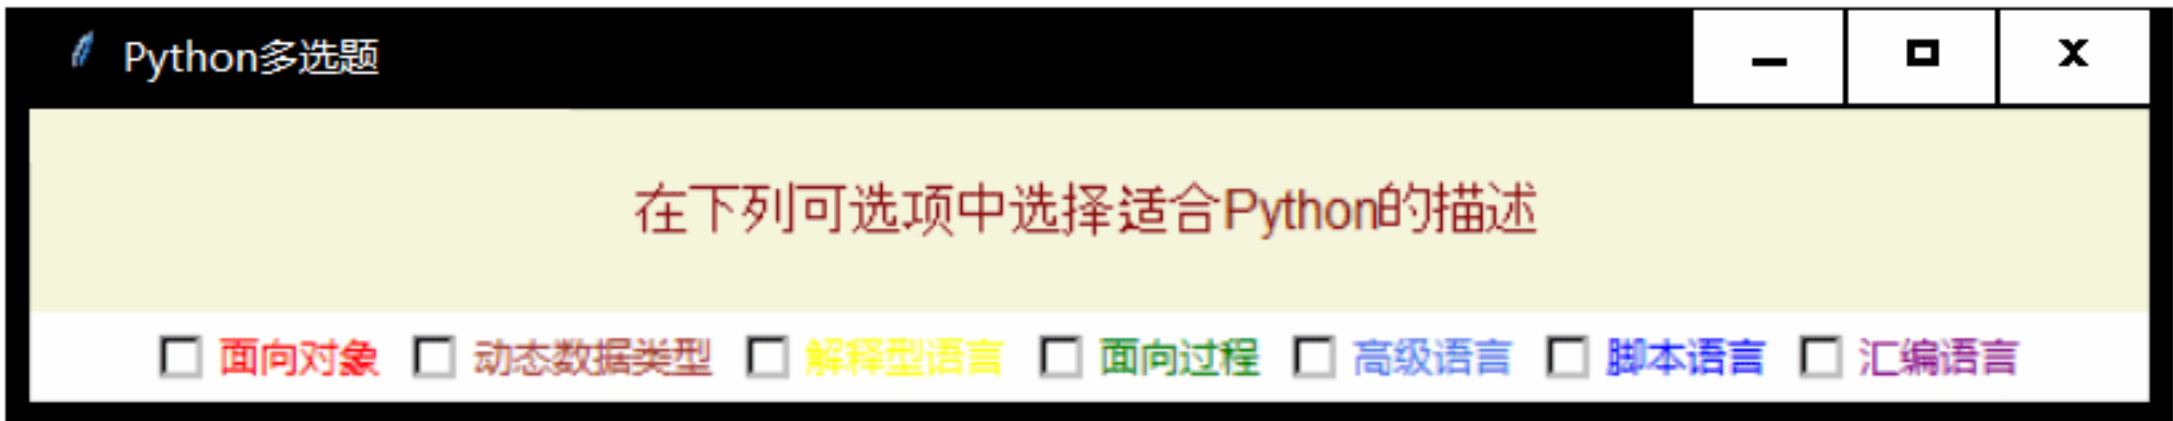 Python多选题
在下列可选项中选择适合Python的描述
面向对象 动态数据类型 解释型语言 面向过程 高级语言 脚本语言 汇编语言